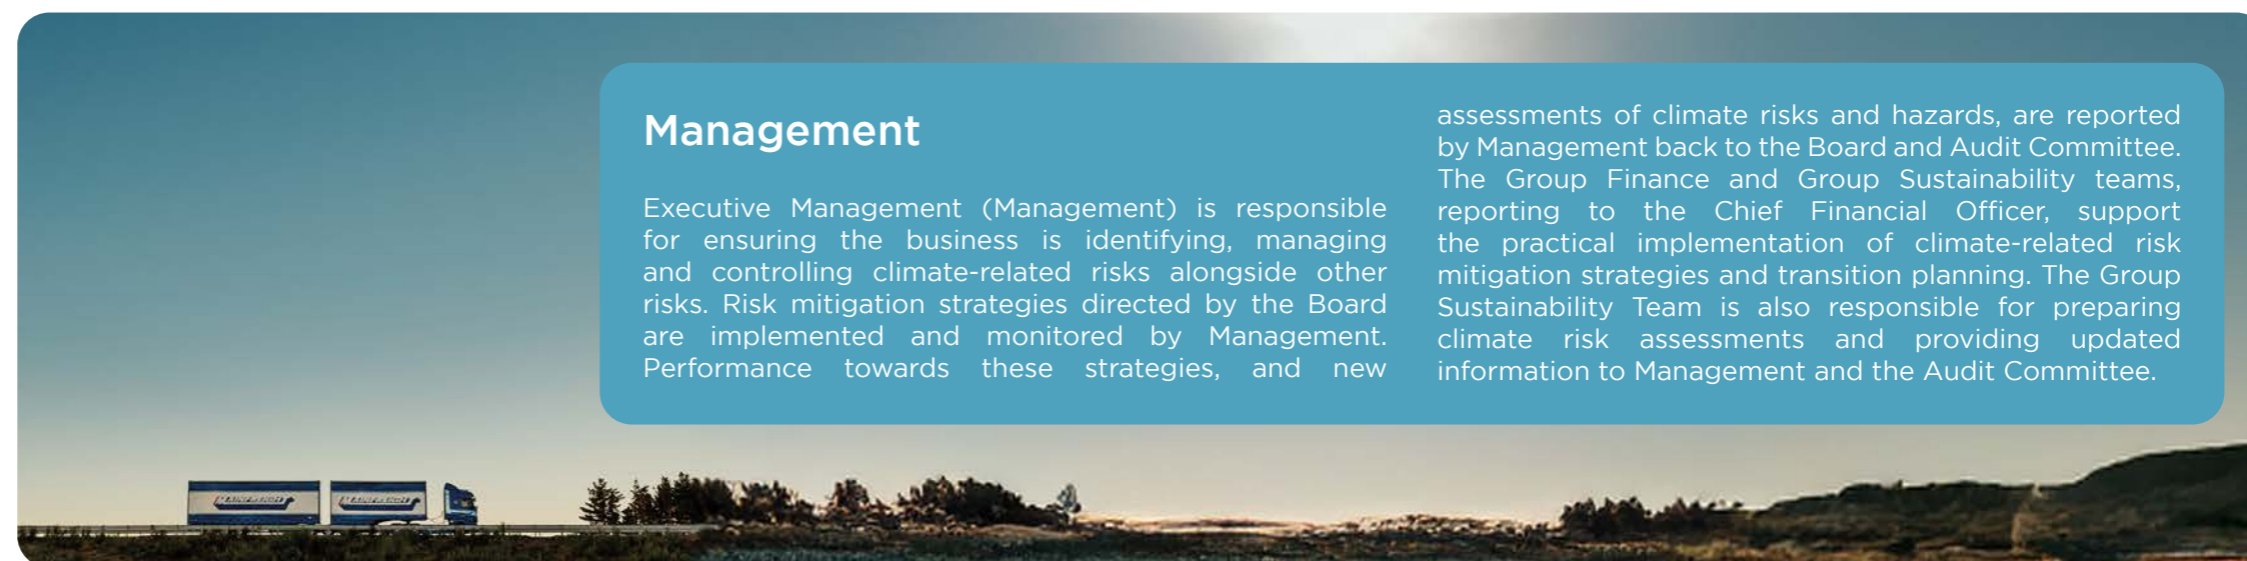 Management
Executive Management (Management) is responsible
for ensuring the business is identifying, managing
and controlling climate-related risks alongside other
risks. Risk mitigation strategies directed by the Board
are implemented and monitored by Management.
Performance towards these strategies, and new
assessments of climate risks and hazards, are reported
by Management back to the Board and Audit Committee.
The Group Finance and Group Sustainability teams,
reporting to the Chief Financial Officer, support
the practical implementation of climate-related risk
mitigation strategies and transition planning. The Group
Sustainability Team is also responsible for preparing
climate risk assessments and providing updated
information to Management and the Audit Committee.
MAINFREIGHT
MAINFREIGHT